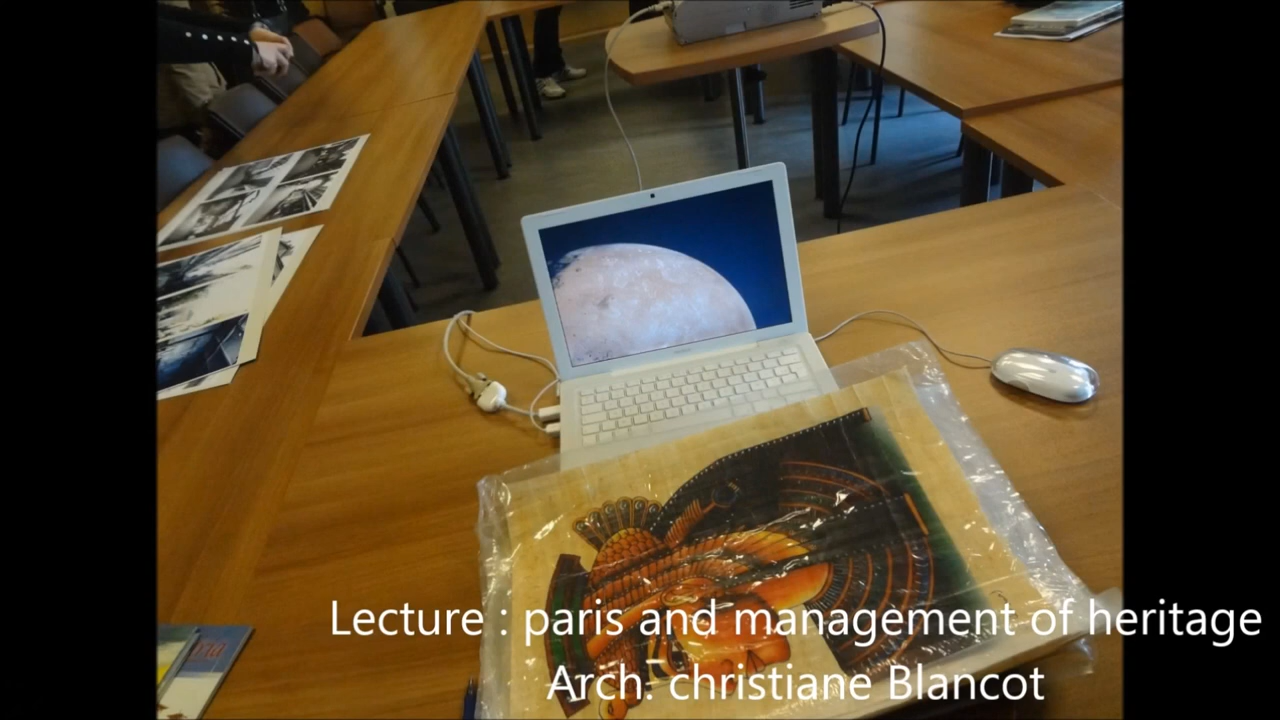 Lecture : paris and management of heritage
Arch. christiane Blancot